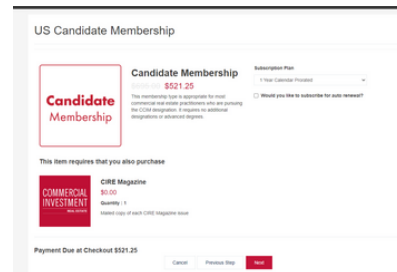 US Candidate Membership
Candidate
Membership
Candidate Membership
$521.25
This membership type is appropriate for most
commercial real estate practitioners who are pursuing
the CCIM designation. It requires no additional
designations or advanced degrees.
Subscription Plan
1 Year Calendar Prorated
Would you like to subscribe for auto renewal?
This item requires that you also purchase
COMMERCIAL
INVESTMENT
REAL ESTATE
CIRE Magazine
$0.00
Quantity : 1
Mailed copy of each CIRE Magazine issue
Payment Due at Checkout $521.25
Cancel
Previous Step
Next